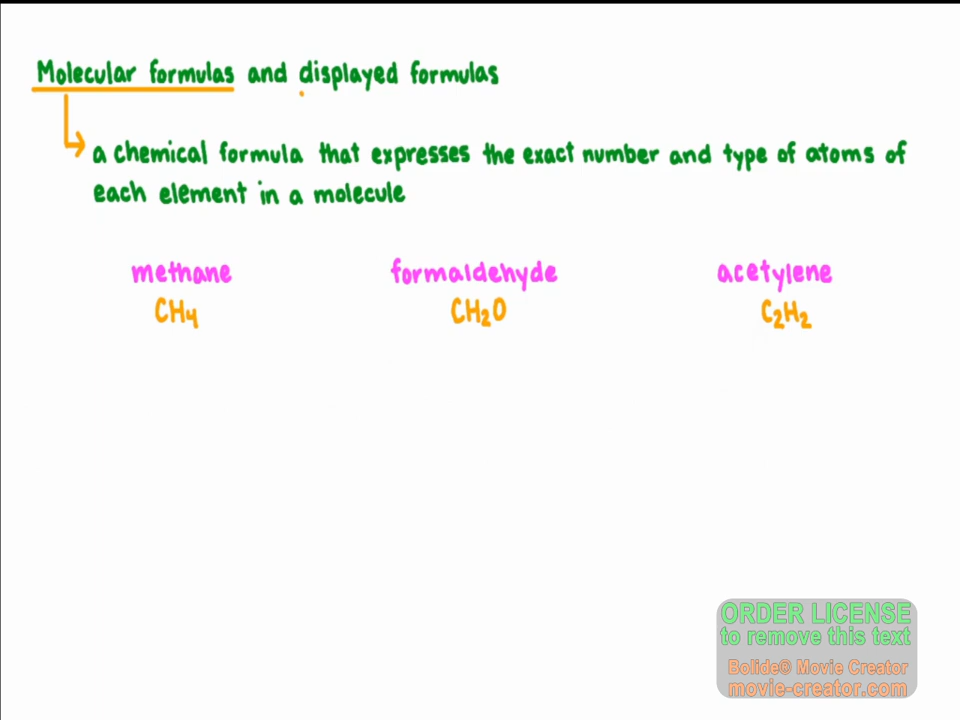 Molecular formulas and displayed formulas
a chemical formula that expresses the exact number and type of atoms of
each element in a molecule
methane formaldehyde acetylene
CH₄ CH₂O C₂H₂
ORDER LICENSE
to remove this text
Bolide® Movie Creator
movie-creator.com